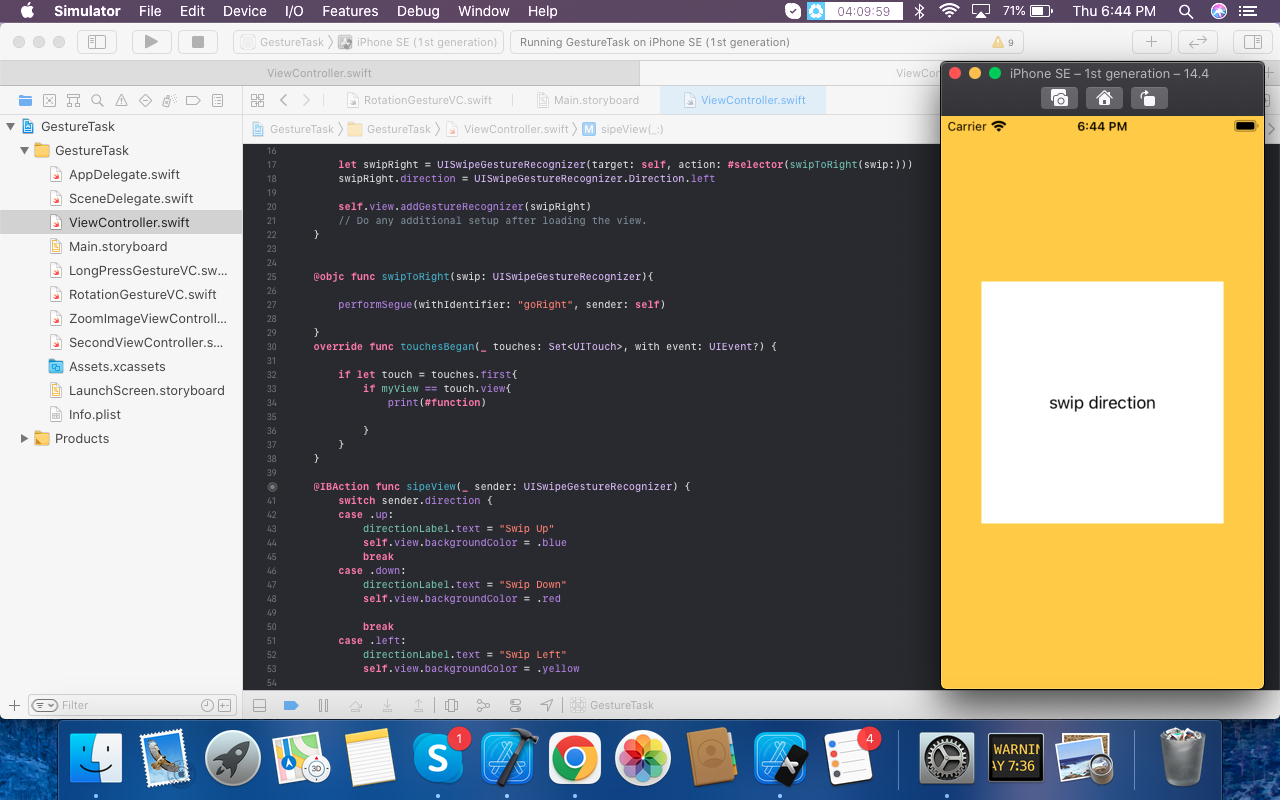 Simulator File Edit Device I/O Features Debug Window Help 04:09:59 71% Thu 6:44 PM
GestureTask iPhone SE (1st generation) Running GestureTask on iPhone SE (1st generation) 9
ViewController.swift
iPhone SE – 1st generation – 14.4
RotationGestureVC.swift Main.storyboard ViewController.swift
GestureTask GestureTask ViewController.swift M sipeView(_:)
Carrier 6:44 PM
swip direction
GestureTask
GestureTask
AppDelegate.swift
SceneDelegate.swift
ViewController.swift
Main.storyboard
LongPressGestureVC.sw...
RotationGestureVC.swift
ZoomImageViewControll...
SecondViewController.s...
Assets.xcassets
LaunchScreen.storyboard
Info.plist
Products
Filter
16
17 let swipRight = UISwipeGestureRecognizer(target: self, action: #selector(swipToRight(swip:)))
18 swipRight.direction = UISwipeGestureRecognizer.Direction.left
19
20 self.view.addGestureRecognizer(swipRight)
21 // Do any additional setup after loading the view.
22 }
23
24
25 @objc func swipToRight(swip: UISwipeGestureRecognizer){
26
27 performSegue(withIdentifier: "goRight", sender: self)
28
29 }
30 override func touchesBegan(_ touches: Set<UITouch>, with event: UIEvent?) {
31
32 if let touch = touches.first{
33 if myView == touch.view{
34 print(#function)
35
36 }
37 }
38 }
39
@IBAction func sipeView(_ sender: UISwipeGestureRecognizer) {
41 switch sender.direction {
42 case .up:
43 directionLabel.text = "Swip Up"
44 self.view.backgroundColor = .blue
45 break
46 case .down:
47 directionLabel.text = "Swip Down"
48 self.view.backgroundColor = .red
49
50 break
51 case .left:
52 directionLabel.text = "Swip Left"
53 self.view.backgroundColor = .yellow
54
GestureTask
1
4
3D
WARNIN
AY 7:36